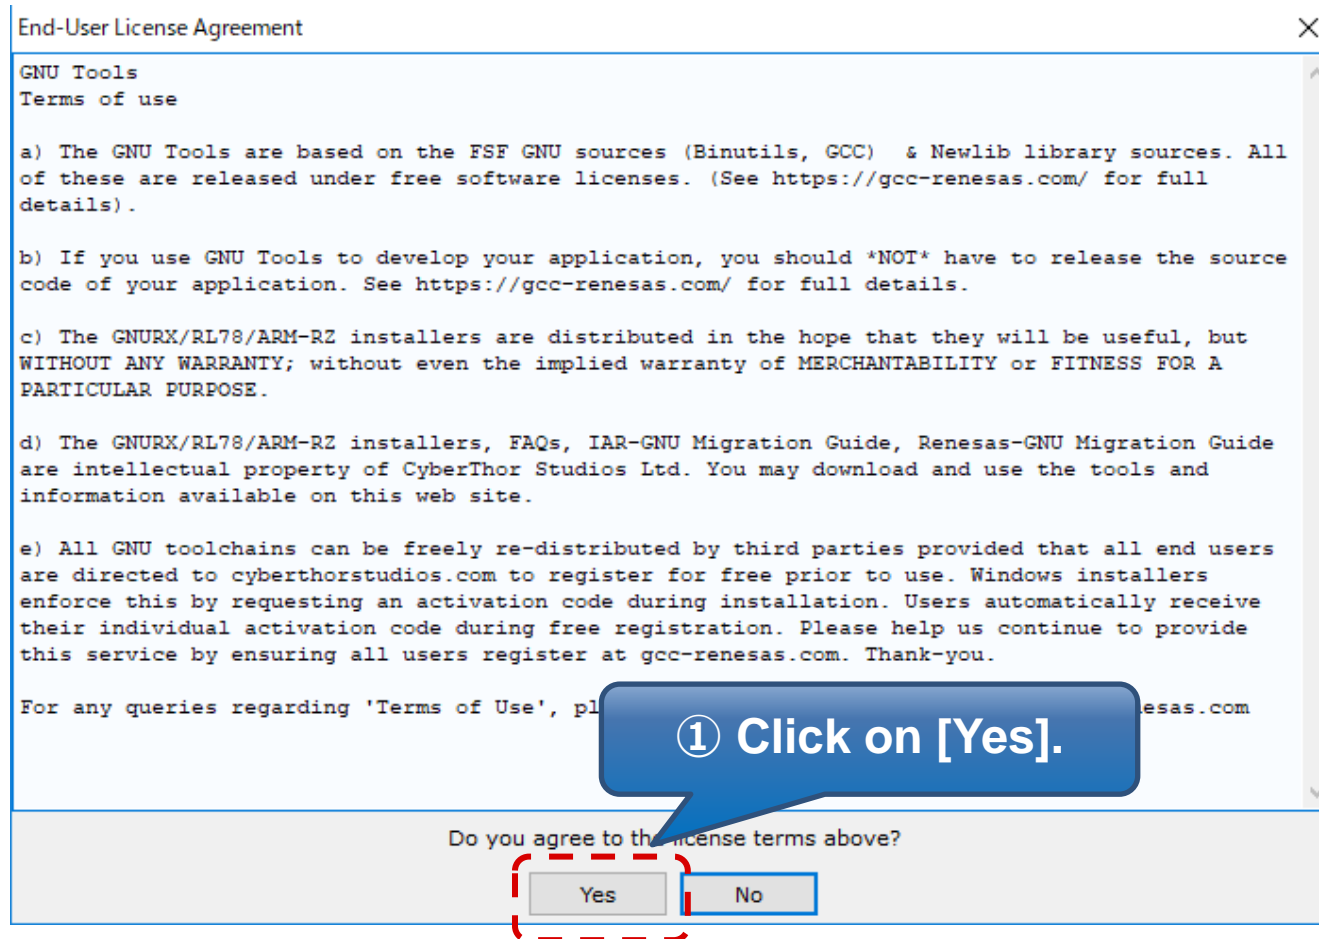 End-User License Agreement
GNU Tools
Terms of use
a) The GNU Tools are based on the FSF GNU sources (Binutils, GCC)  & Newlib library sources. All
of these are released under free software licenses. (See https://gcc-renesas.com/ for full
details).
b) If you use GNU Tools to develop your application, you should *NOT* have to release the source
code of your application. See https://gcc-renesas.com/ for full details.
c) The GNURX/RL78/ARM-RZ installers are distributed in the hope that they will be useful, but
WITHOUT ANY WARRANTY; without even the implied warranty of MERCHANTABILITY or FITNESS FOR A
PARTICULAR PURPOSE.
d) The GNURX/RL78/ARM-RZ installers, FAQs, IAR-GNU Migration Guide, Renesas-GNU Migration Guide
are intellectual property of CyberThor Studios Ltd. You may download and use the tools and
information available on this web site.
e) All GNU toolchains can be freely re-distributed by third parties provided that all end users
are directed to cyberthorstudios.com to register for free prior to use. Windows installers
enforce this by requesting an activation code during installation. Users automatically receive
their individual activation code during free registration. Please help us continue to provide
this service by ensuring all users register at gcc-renesas.com. Thank-you.
For any queries regarding 'Terms of Use', pl esas.com
① Click on [Yes].
Do you agree to the license terms above?
Yes
No